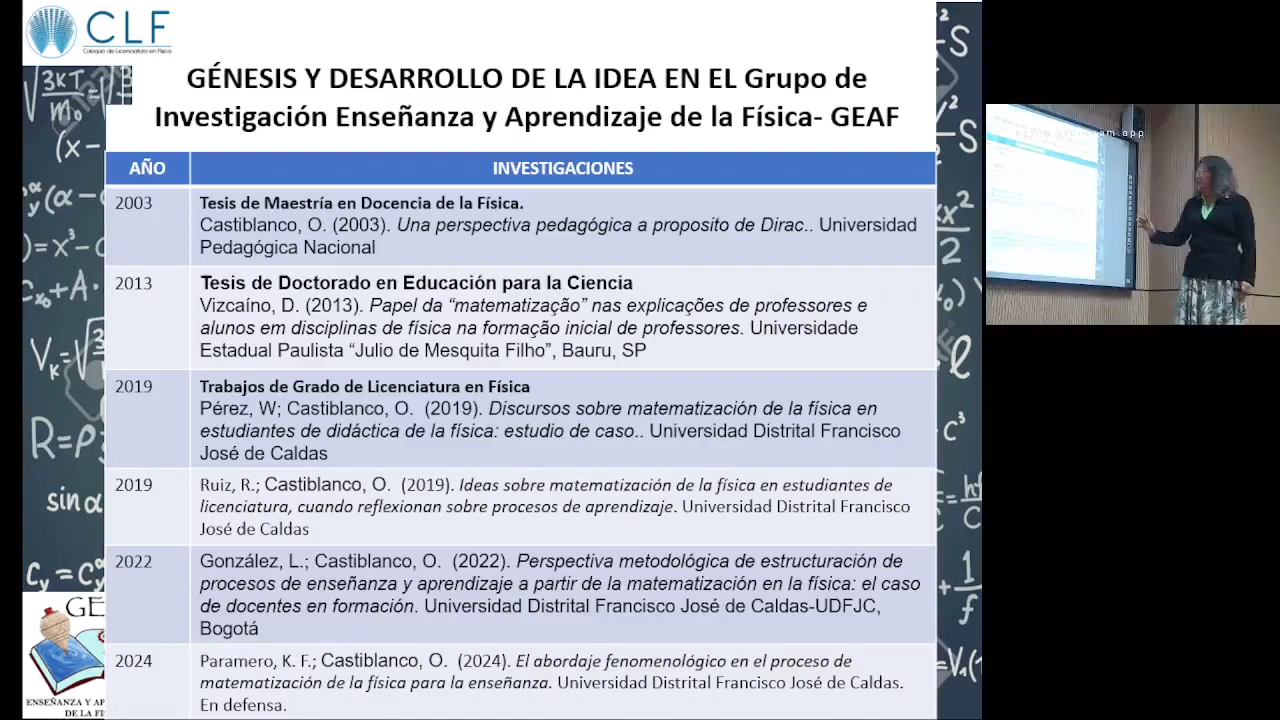 CLF
Coloquio de Licenciatura en Física
GÉNESIS Y DESARROLLO DE LA IDEA EN EL Grupo de
Investigación Enseñanza y Aprendizaje de la Física- GEAF
AÑO
INVESTIGACIONES
2003
Tesis de Maestría en Docencia de la Física.
Castiblanco, O. (2003). Una perspectiva pedagógica a proposito de Dirac.. Universidad
Pedagógica Nacional
2013
Tesis de Doctorado en Educación para la Ciencia
Vizcaíno, D. (2013). Papel da “matematização” nas explicações de professores e
alunos em disciplinas de física na formação inicial de professores. Universidade
Estadual Paulista “Julio de Mesquita Filho”, Bauru, SP
2019
Trabajos de Grado de Licenciatura en Física
Pérez, W; Castiblanco, O. (2019). Discursos sobre matematización de la física en
estudiantes de didáctica de la física: estudio de caso.. Universidad Distrital Francisco
José de Caldas
2019
Ruiz, R.; Castiblanco, O. (2019). Ideas sobre matematización de la física en estudiantes de
licenciatura, cuando reflexionan sobre procesos de aprendizaje. Universidad Distrital Francisco
José de Caldas
2022
González, L.; Castiblanco, O. (2022). Perspectiva metodológica de estructuración de
procesos de enseñanza y aprendizaje a partir de la matematización en la física: el caso
de docentes en formación. Universidad Distrital Francisco José de Caldas-UDFJC,
Bogotá
2024
Paramero, K. F.; Castiblanco, O. (2024). El abordaje fenomenológico en el proceso de
matematización de la física para la enseñanza. Universidad Distrital Francisco José de Caldas.
En defensa.
GE
ENSEÑANZA Y AP
DE LA FI